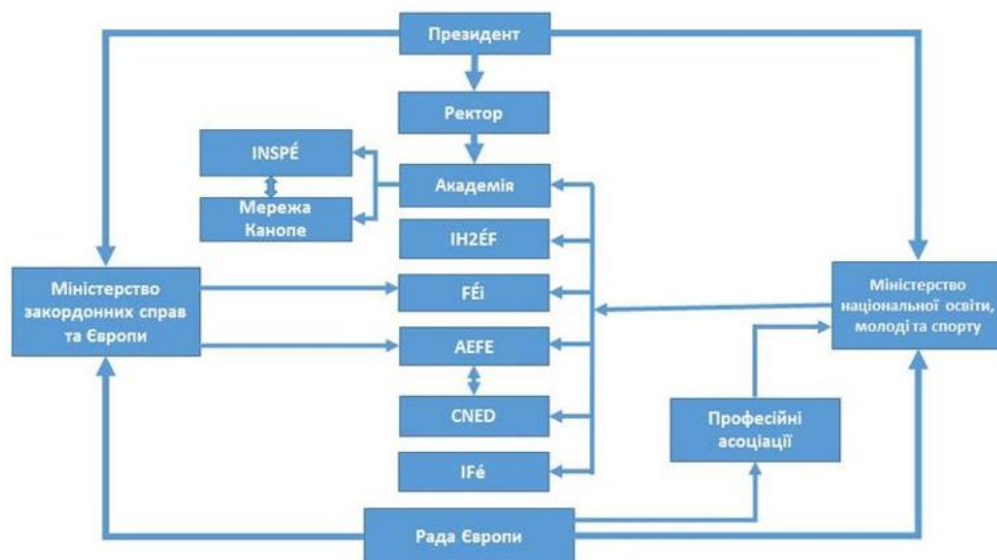 Президент
Ректор
INSPÉ
Академія
Мережа
Канопе
IH2ÉF
Міністерство
закордонних справ
та Європи
FÉi
Міністерство
національної освіти,
молоді та спорту
AEFE
CNED
Професійні
асоціації
IFé
Рада Європи